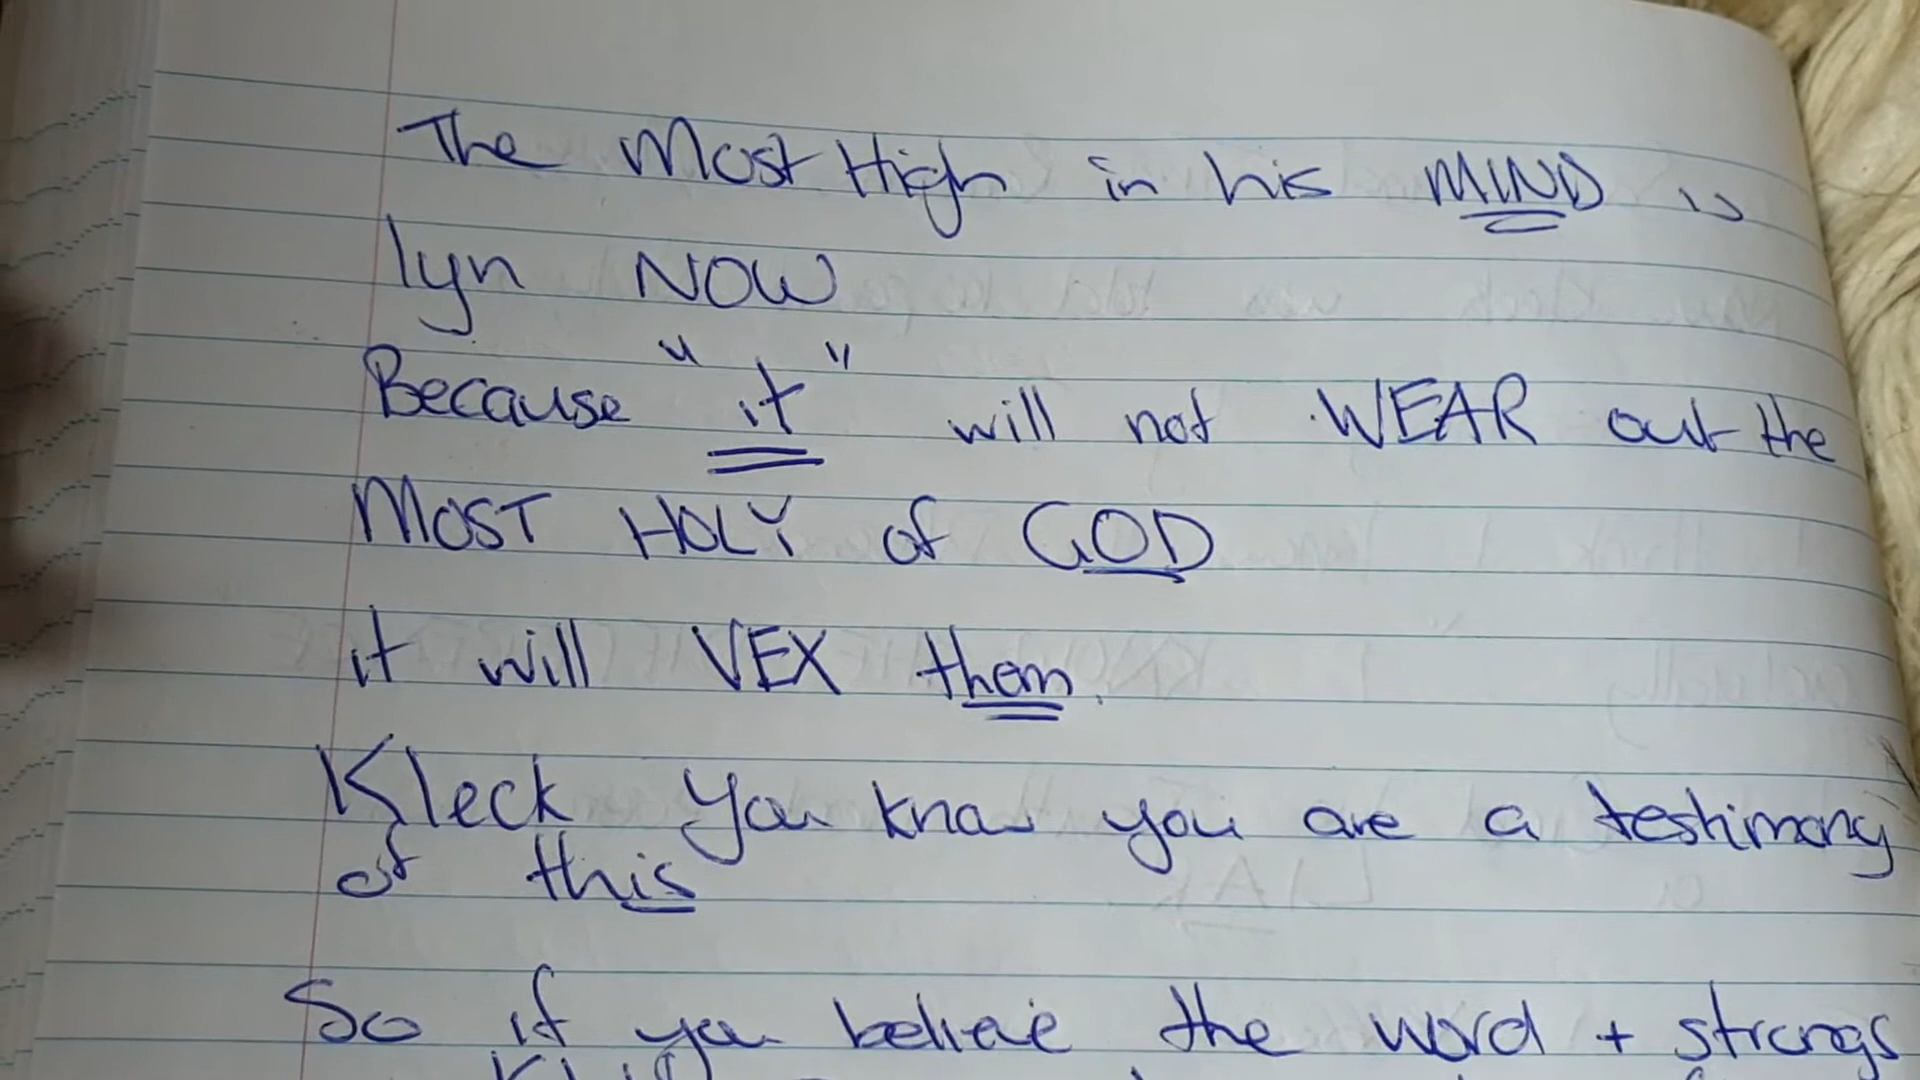 The Most High in his MIND is
lyn NOW
Because "it" will not WEAR out the
MOST HOLY of GOD
it will VEX them.
Kleck you know you are a testimony
of this
So if you believe the word + strongs